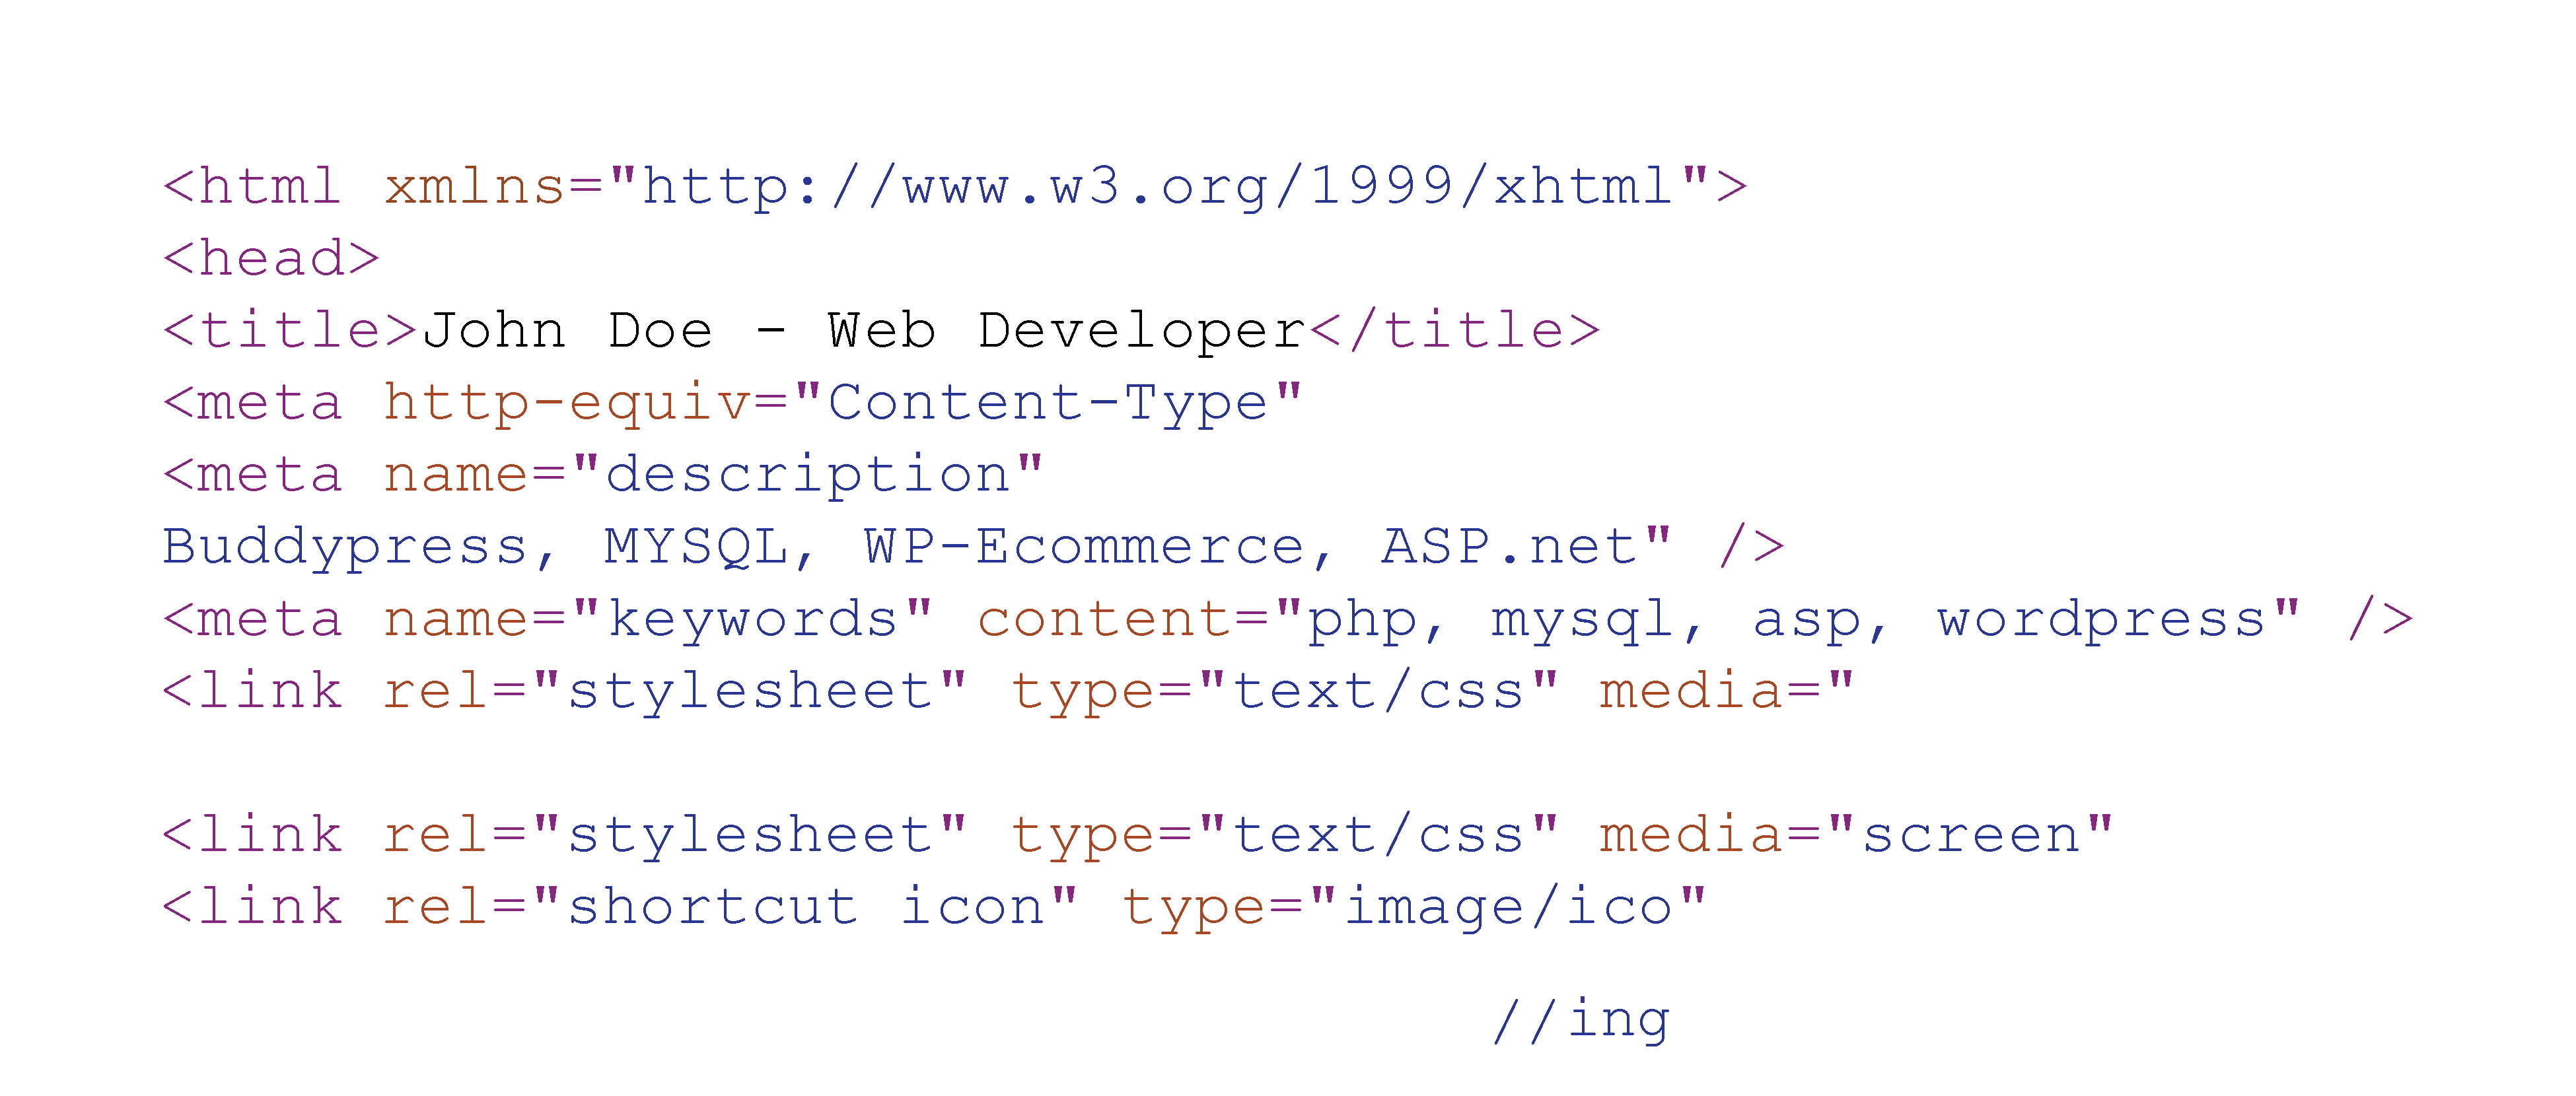 <html xmlns="http://www.w3.org/1999/xhtml">
<head>
<title>John Doe - Web Developer</title>
<meta http-equiv="Content-Type"
<meta name="description"
Buddypress, MYSQL, WP-Ecommerce, ASP.net" />
<meta name="keywords" content="php, mysql, asp, wordpress" />
<link rel="stylesheet" type="text/css" media="
<link rel="stylesheet" type="text/css" media="screen"
<link rel="shortcut icon" type="image/ico"
//ing